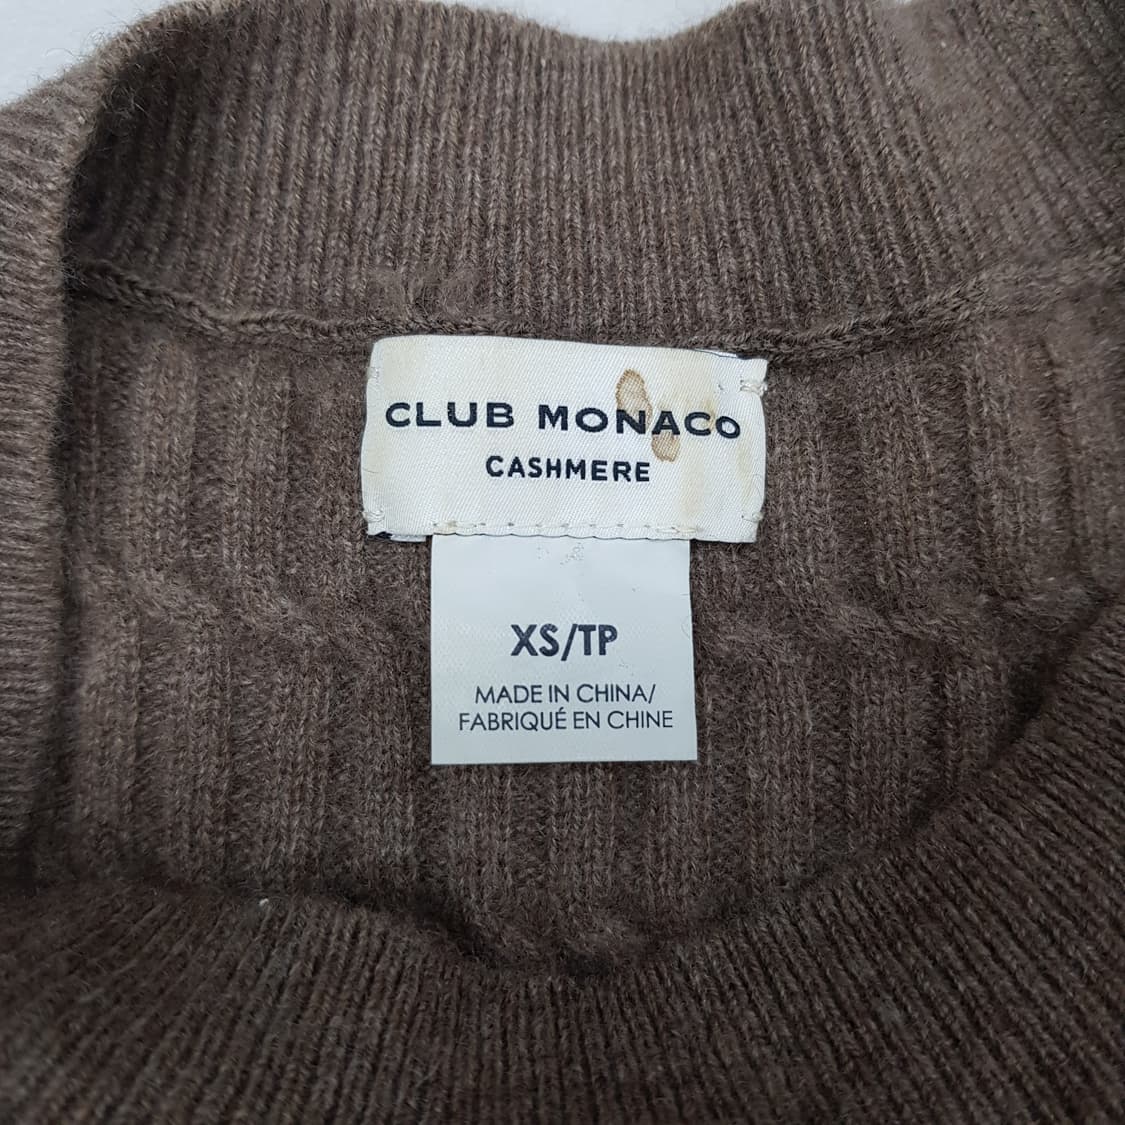 CLUB MONACO
CASHMERE
XS/TP
MADE IN CHINA/
FABRIQUÉ EN CHINE